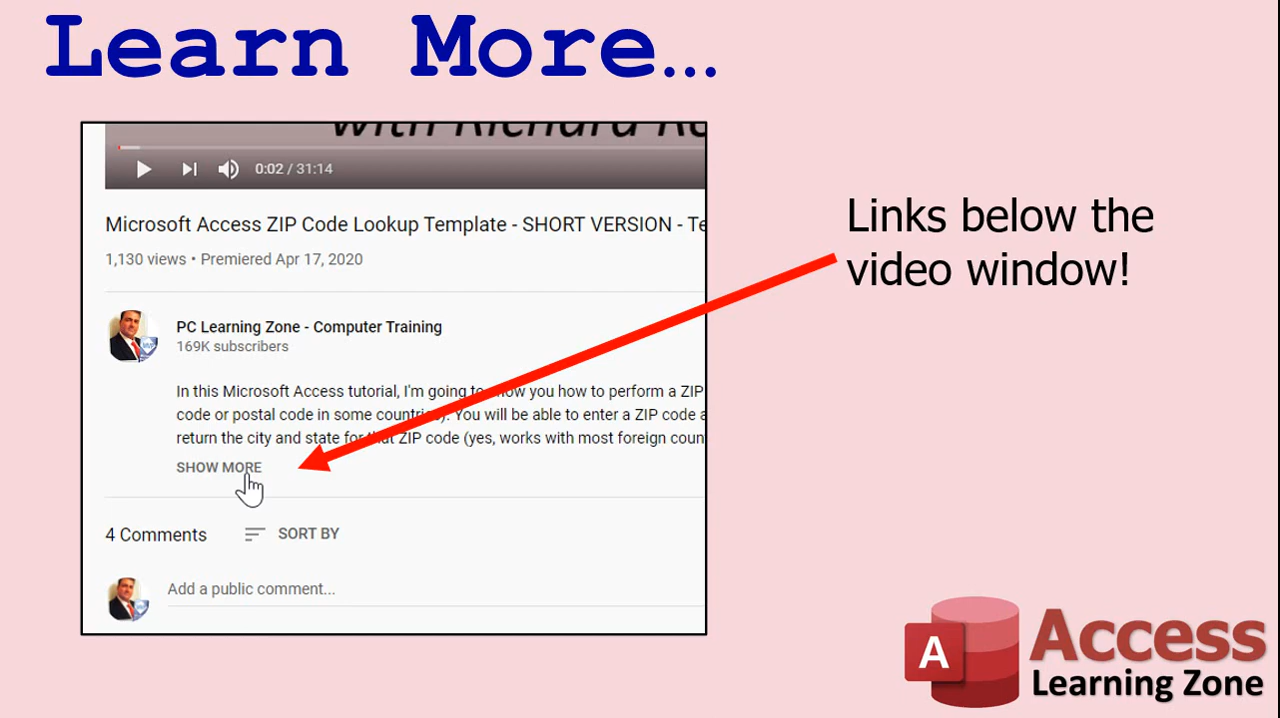 Learn More...
with Richard Ro
0:02 / 31:14
Microsoft Access ZIP Code Lookup Template - SHORT VERSION - Te
1,130 views • Premiered Apr 17, 2020
PC Learning Zone - Computer Training
169K subscribers
In this Microsoft Access tutorial, I'm going to show you how to perform a ZIP
code or postal code in some countries). You will be able to enter a ZIP code a
return the city and state for that ZIP code (yes, works with most foreign coun
SHOW MORE
4 Comments SORT BY
Add a public comment...
Links below the
video window!
A
Access
Learning Zone